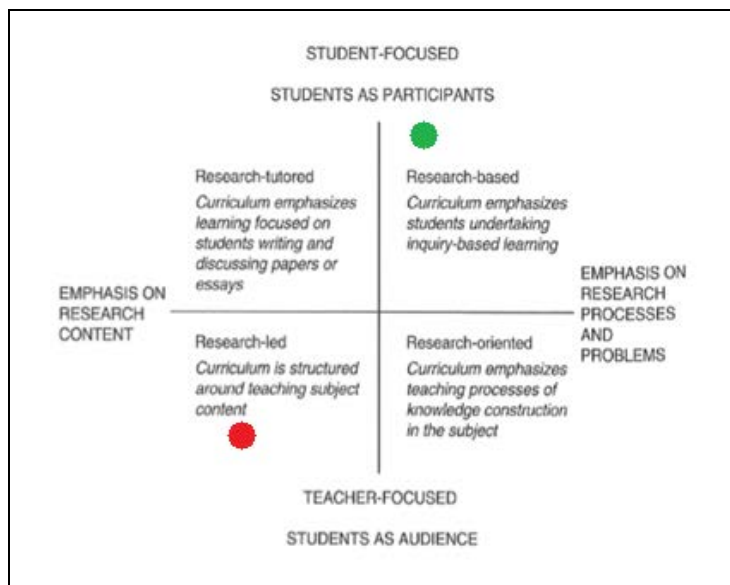 STUDENT-FOCUSED
STUDENTS AS PARTICIPANTS
Research-tutored
Curriculum emphasizes
learning focused on
students writing and
discussing papers or
essays
Research-based
Curriculum emphasizes
students undertaking
inquiry-based learning
EMPHASIS ON
RESEARCH
CONTENT
EMPHASIS ON
RESEARCH
PROCESSES
AND
PROBLEMS
Research-led
Curriculum is structured
around teaching subject
content
Research-oriented
Curriculum emphasizes
teaching processes of
knowledge construction
in the subject
TEACHER-FOCUSED
STUDENTS AS AUDIENCE